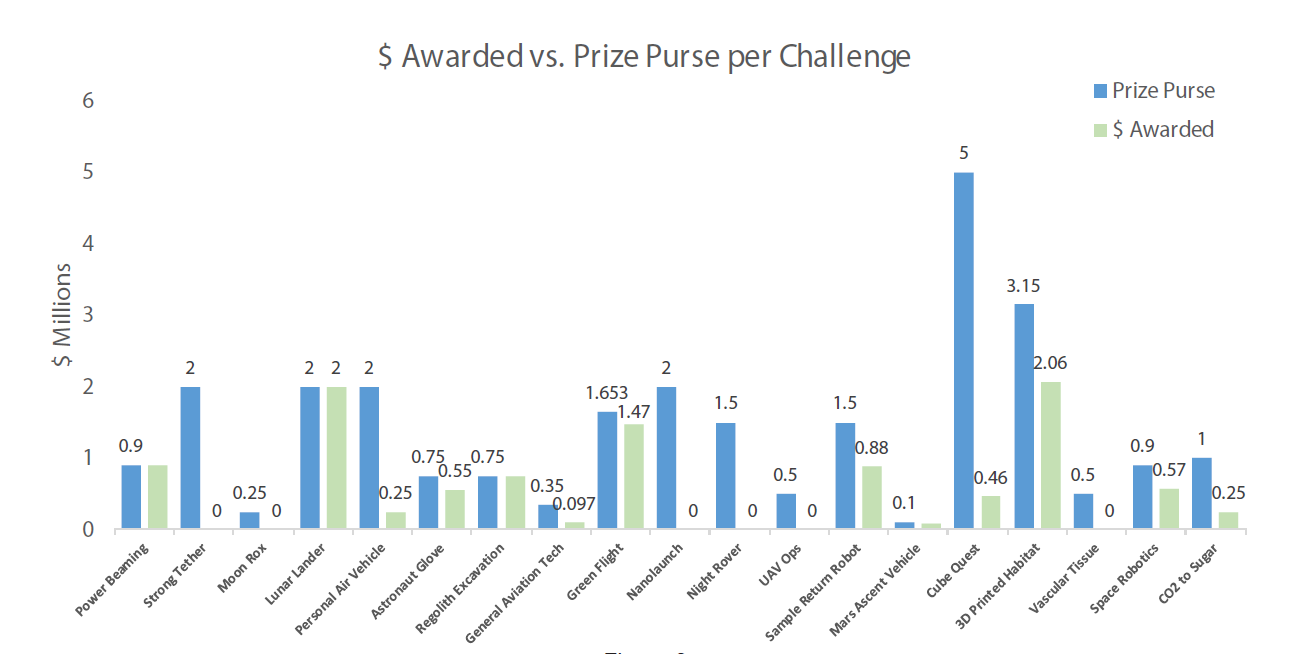 $ Awarded vs. Prize Purse per Challenge
Prize Purse
$ Awarded
$ Millions
6
5
4
3
2
1
0
0.9
2
0
0.25
0
2
2
2
0.25
0.75
0.55
0.75
0.35
0.097
1.653
1.47
2
0
1.5
0
0.5
0
1.5
0.88
0.1
5
0.46
3.15
2.06
0.5
0
0.9
0.57
1
0.25
Power Beaming
Strong Tether
Moon Rox
Lunar Lander
Personal Air Vehicle
Astronaut Glove
Regolith Excavation
General Aviation Tech
Green Flight
Nanolaunch
Night Rover
UAV Ops
Sample Return Robot
Mars Ascent Vehicle
Cube Quest
3D Printed Habitat
Vascular Tissue
Space Robotics
CO2 to Sugar